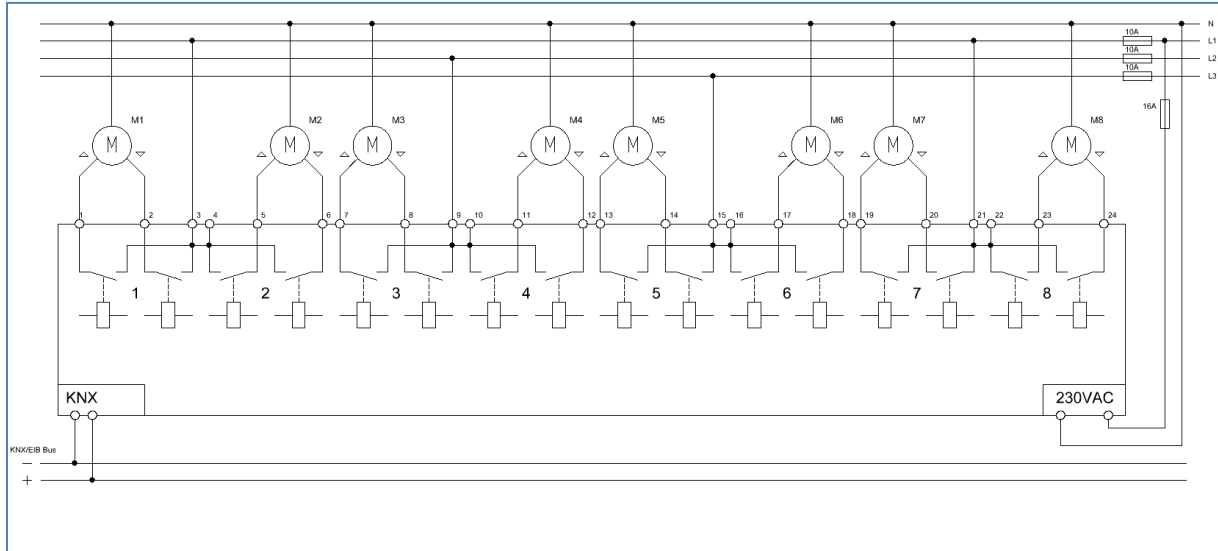 N
10A
L1
10A
L2
10A
L3
16A
M1 M2 M3 M4 M5 M6 M7 M8
M M M M M M M M
1 2 3 4 5 6 7 8 9 10 11 12 13 14 15 16 17 18 19 20 21 22 23 24
1 2 3 4 5 6 7 8
KNX 230VAC
KNX/EIB Bus
−
+